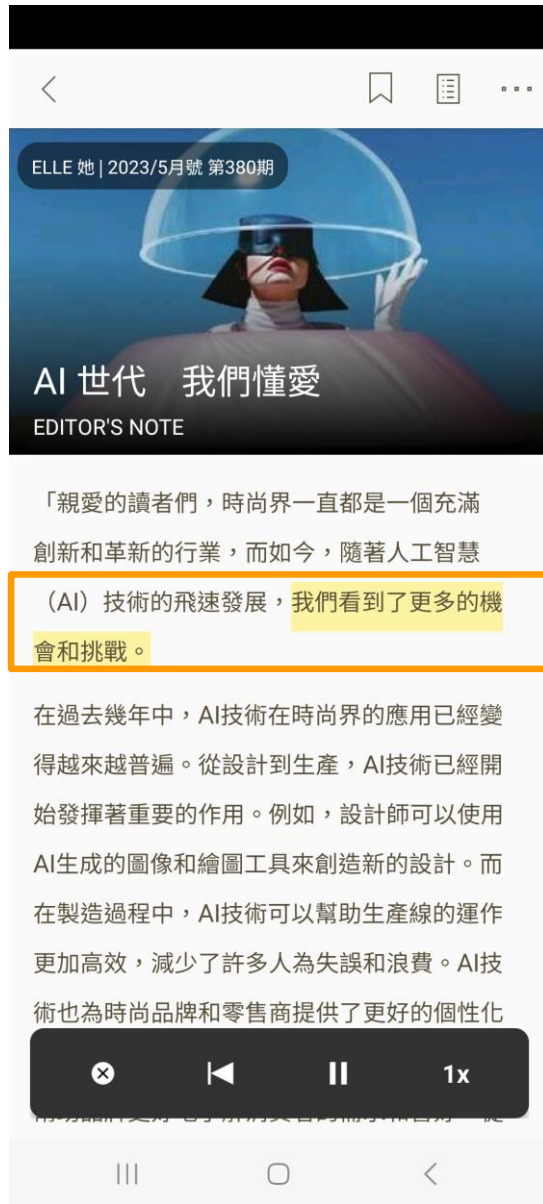 ELLE 她 | 2023/5月號 第380期
AI 世代　我們懂愛
EDITOR'S NOTE
「親愛的讀者們，時尚界一直都是一個充滿
創新和革新的行業，而如今，隨著人工智慧
（AI）技術的飛速發展，我們看到了更多的機
會和挑戰。
在過去幾年中，AI技術在時尚界的應用已經變
得越來越普遍。從設計到生產，AI技術已經開
始發揮著重要的作用。例如，設計師可以使用
AI生成的圖像和繪圖工具來創造新的設計。而
在製造過程中，AI技術可以幫助生產線的運作
更加高效，減少了許多人為失誤和浪費。AI技
術也為時尚品牌和零售商提供了更好的個性化
1x